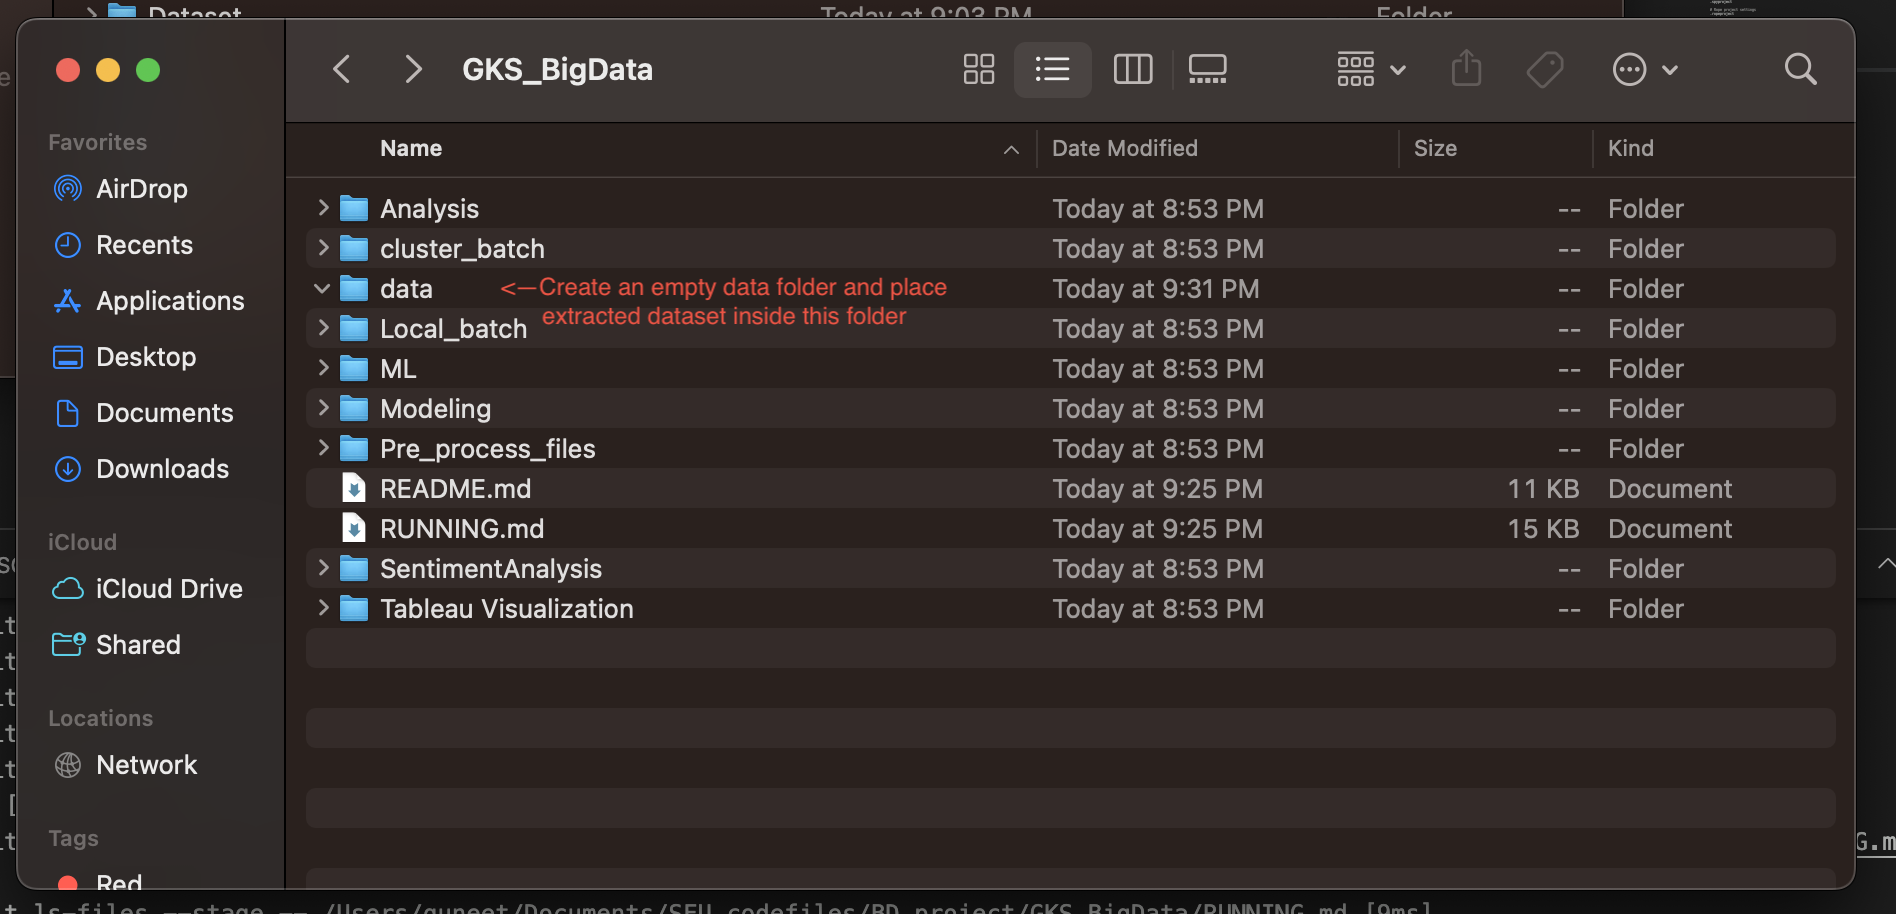 Dataset Today at 9:03 PM Folder
GKS_BigData
Favorites
AirDrop
Recents
Applications
Desktop
Documents
Downloads
iCloud
iCloud Drive
Shared
Locations
Network
Tags
Red
Name Date Modified Size Kind
Analysis Today at 8:53 PM -- Folder
cluster_batch Today at 8:53 PM -- Folder
data <—Create an empty data folder and place Today at 9:31 PM -- Folder
extracted dataset inside this folder
Local_batch Today at 8:53 PM -- Folder
ML Today at 8:53 PM -- Folder
Modeling Today at 8:53 PM -- Folder
Pre_process_files Today at 8:53 PM -- Folder
README.md Today at 9:25 PM 11 KB Document
RUNNING.md Today at 9:25 PM 15 KB Document
SentimentAnalysis Today at 8:53 PM -- Folder
Tableau Visualization Today at 8:53 PM -- Folder
G.m
t ls-files --stage -- /Users/guneet/Documents/SFU codefiles/BD project/GKS BigData/RUNNING.md [9ms]